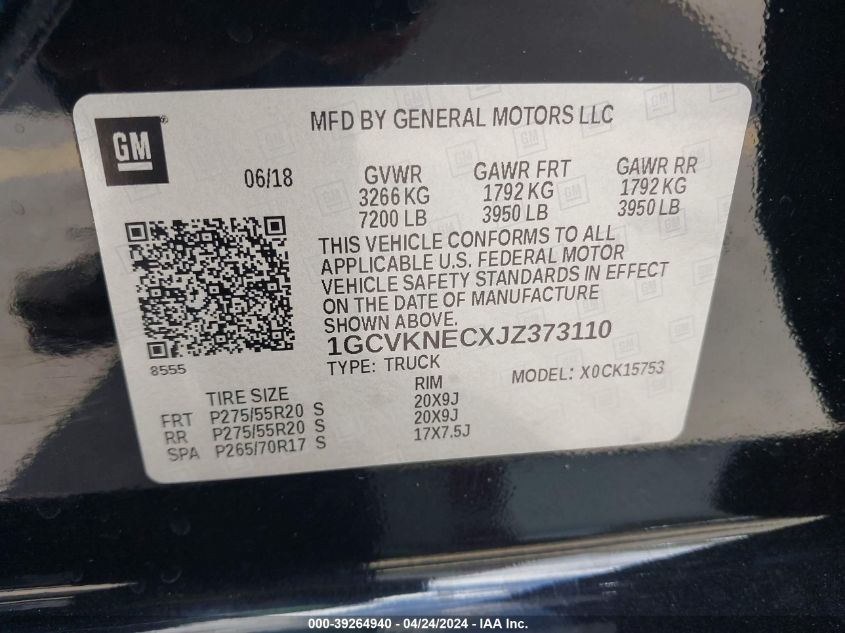 GM
MFD BY GENERAL MOTORS LLC
06/18
GVWR GAWR FRT GAWR RR
3266 KG 1792 KG 1792 KG
7200 LB 3950 LB 3950 LB
THIS VEHICLE CONFORMS TO ALL
APPLICABLE U.S. FEDERAL MOTOR
VEHICLE SAFETY STANDARDS IN EFFECT
ON THE DATE OF MANUFACTURE
SHOWN ABOVE.
1GCVKNECXJZ373110
8555
TYPE: TRUCK
MODEL: X0CK15753
TIRE SIZE RIM
FRT P275/55R20 S 20X9J
RR P275/55R20 S 20X9J
SPA P265/70R17 S 17X7.5J
000-39264940 - 04/24/2024 - IAA Inc.